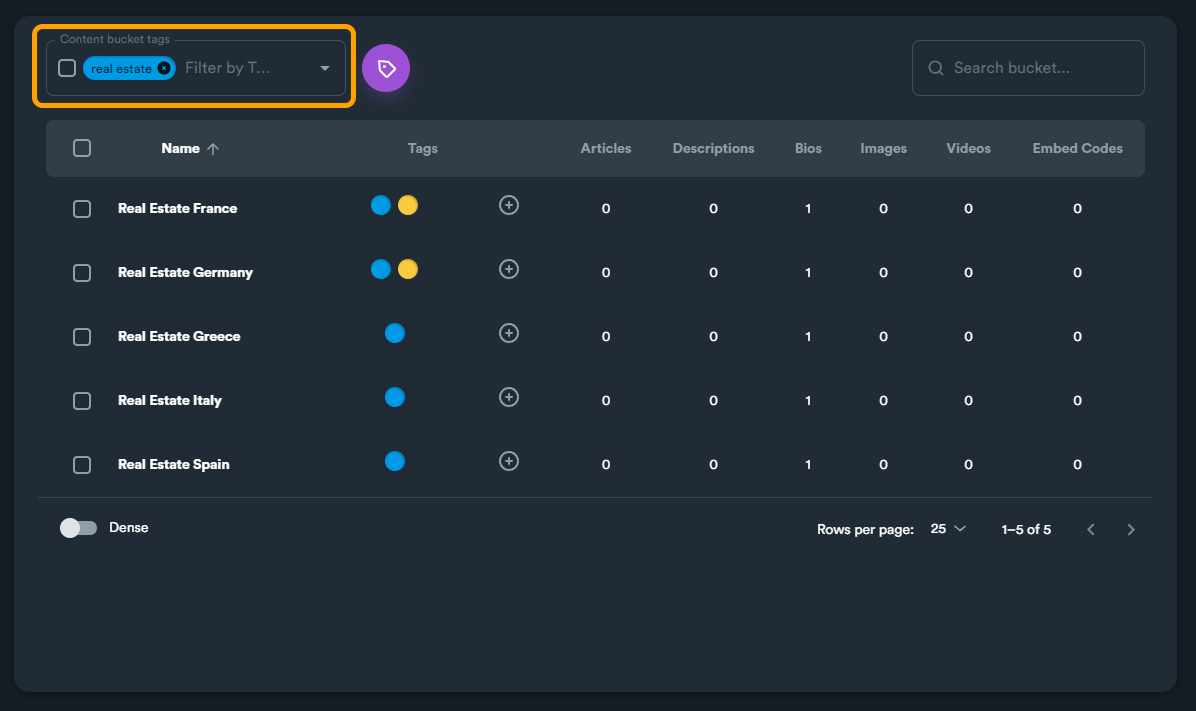 Content bucket tags
real estate Filter by T...
Search bucket...
Name Tags Articles Descriptions Bios Images Videos Embed Codes
Real Estate France 0 0 1 0 0 0
Real Estate Germany 0 0 1 0 0 0
Real Estate Greece 0 0 1 0 0 0
Real Estate Italy 0 0 1 0 0 0
Real Estate Spain 0 0 1 0 0 0
Dense Rows per page: 25 1–5 of 5